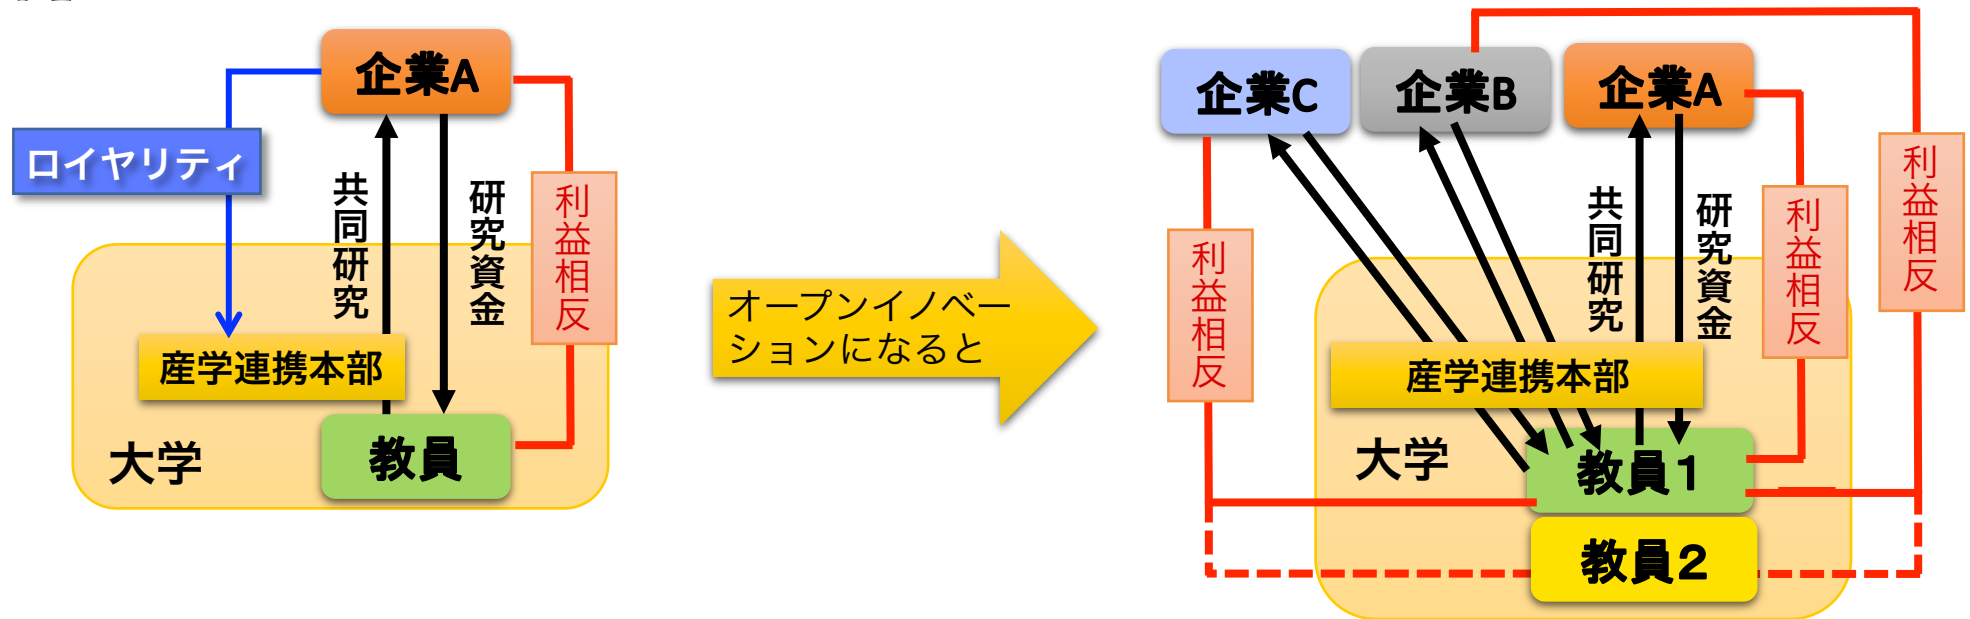 企業A
ロイヤリティ
共同研究
研究資金
利益相反
産学連携本部
大学
教員
オープンイノベー
ションになると
企業C
企業B
企業A
利益相反
共同研究
研究資金
利益相反
利益相反
産学連携本部
大学
教員1
教員2